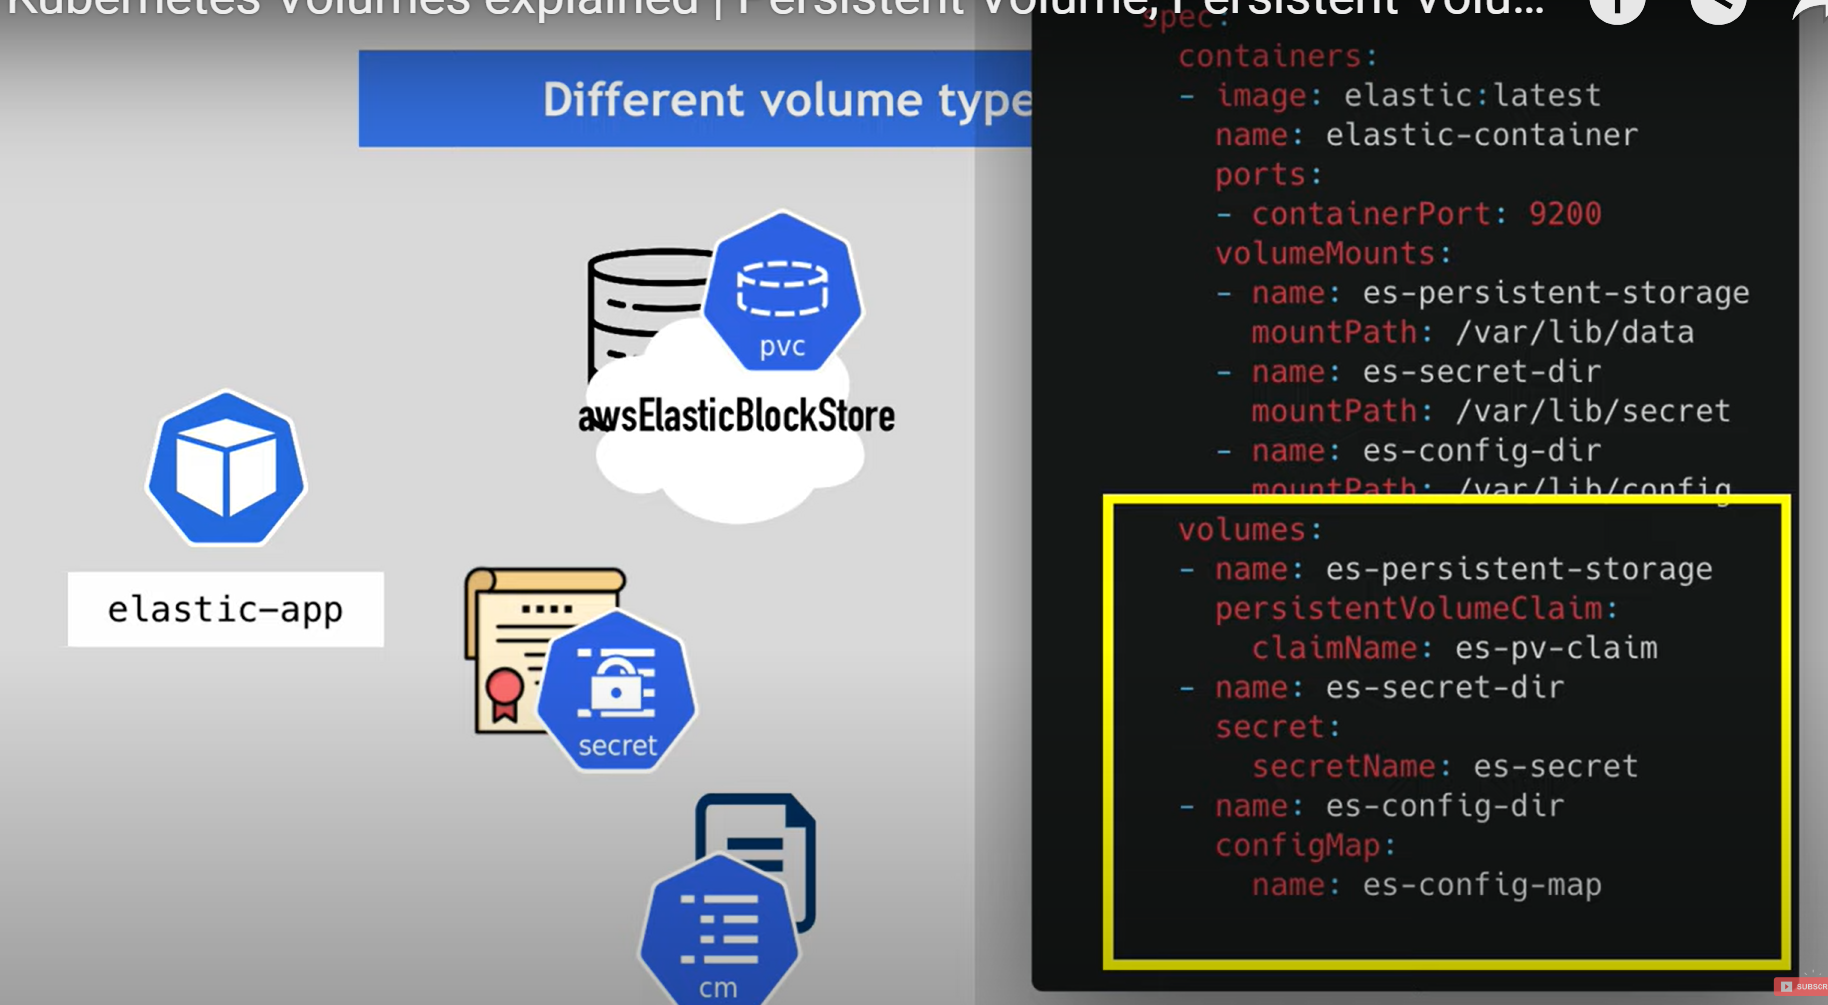 Kubernetes Volumes explained | Persistent Volume, Persistent Volu...
Different volume type
pvc
awsElasticBlockStore
elastic-app
secret
cm
spec:
containers:
- image: elastic:latest
name: elastic-container
ports:
- containerPort: 9200
volumeMounts:
- name: es-persistent-storage
mountPath: /var/lib/data
- name: es-secret-dir
mountPath: /var/lib/secret
- name: es-config-dir
mountPath: /var/lib/config
volumes:
- name: es-persistent-storage
persistentVolumeClaim:
claimName: es-pv-claim
- name: es-secret-dir
secret:
secretName: es-secret
- name: es-config-dir
configMap:
name: es-config-map
SUBSCR